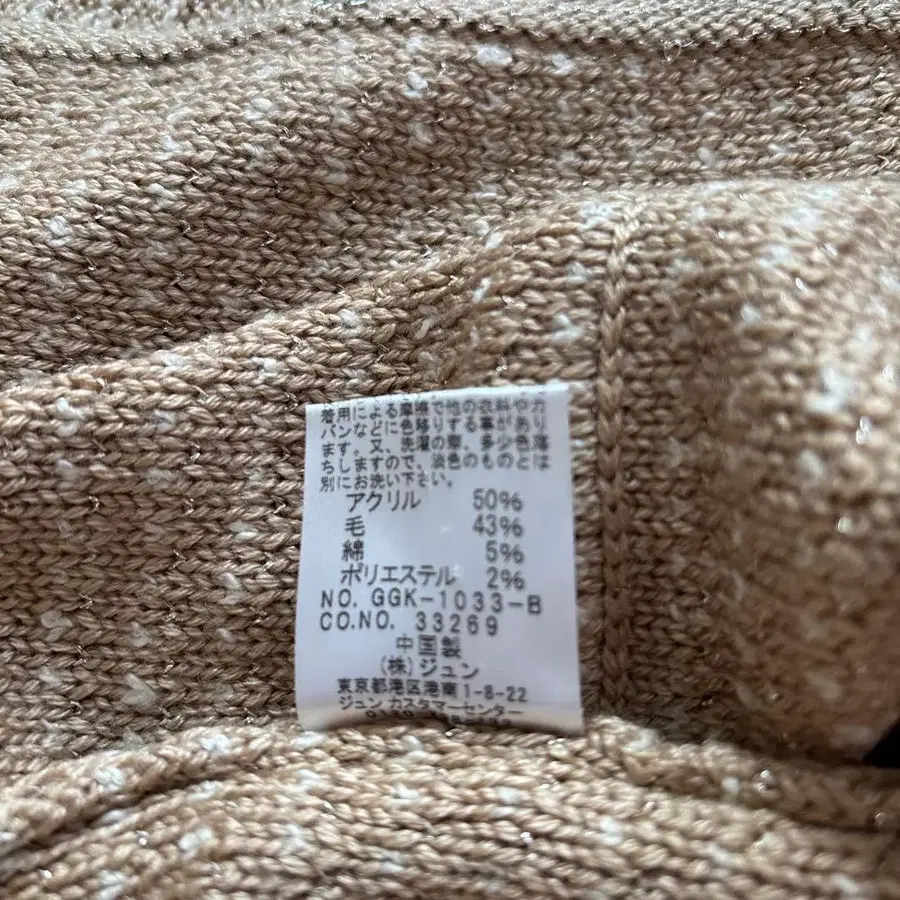 着用による摩擦で他の衣料やカ
バンなどに色移りする事があり
ます。又、洗濯の際、多少色落
ちしますので、淡色のものとは
別にお洗い下さい。
アクリル 50%
毛 43%
綿 5%
ポリエステル 2%
NO. GGK-1033-B
CO.NO. 33269
中国製
(株)ジュン
東京都港区港南1-8-22
ジュン カスタマーセンター